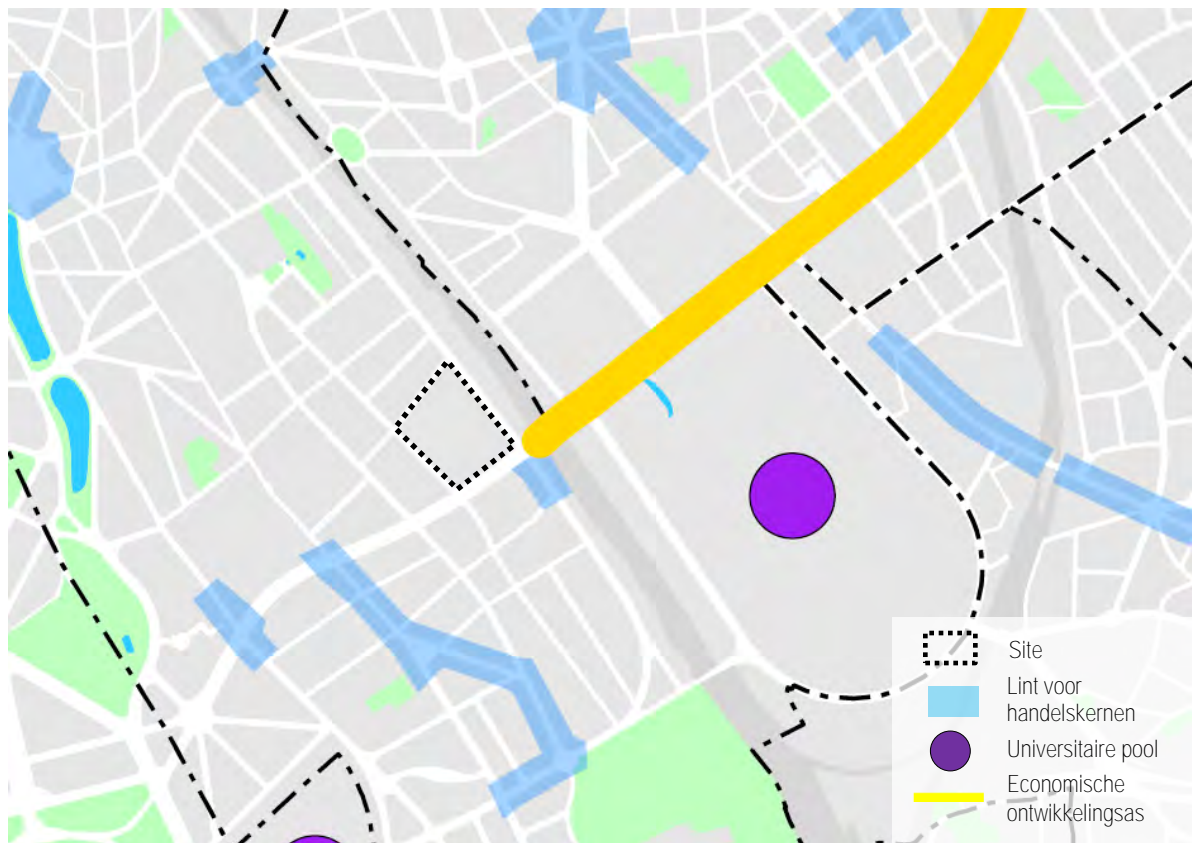 Site
Lint voor
handelskernen
Universitaire pool
Economische
ontwikkelingsas